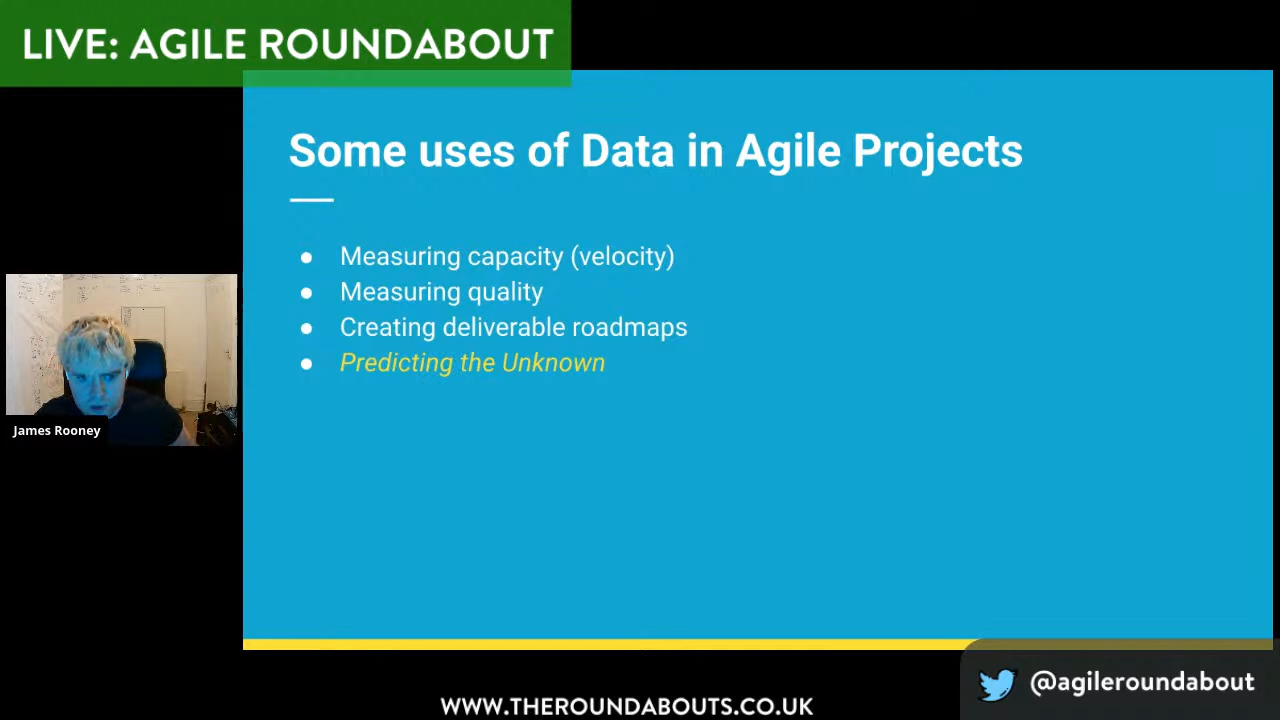 LIVE: AGILE ROUNDABOUT
Some uses of Data in Agile Projects
● Measuring capacity (velocity)
● Measuring quality
● Creating deliverable roadmaps
● Predicting the Unknown
James Rooney
@agileroundabout
WWW.THEROUNDABOUTS.CO.UK